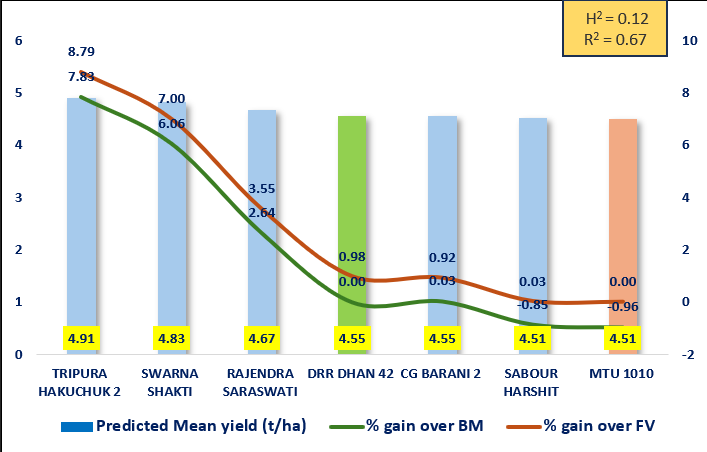 H² = 0.12
R² = 0.67
6
5
4
3
2
1
0
10
8
6
4
2
0
-2
8.79
7.83
7.00
6.06
3.55
2.64
0.98
0.00
0.92
0.03
0.03
-0.85
0.00
-0.96
4.91
4.83
4.67
4.55
4.55
4.51
4.51
TRIPURA HAKUCHUK 2
SWARNA SHAKTI
RAJENDRA SARASWATI
DRR DHAN 42
CG BARANI 2
SABOUR HARSHIT
MTU 1010
Predicted Mean yield (t/ha)
% gain over BM
% gain over FV